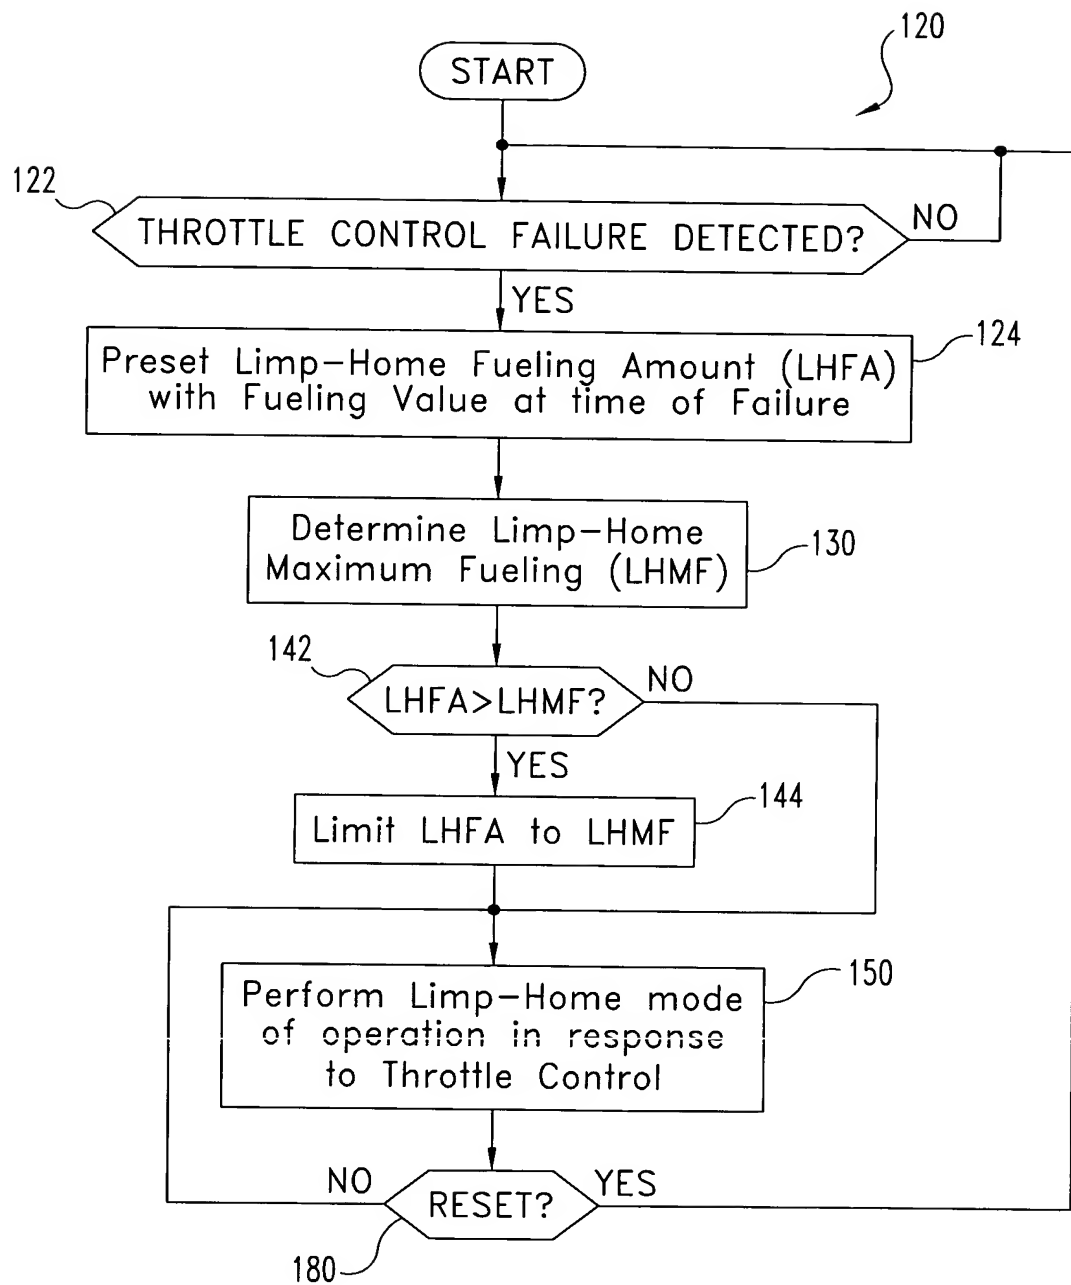 120
START
122
THROTTLE CONTROL FAILURE DETECTED?
NO
YES
124
Preset Limp-Home Fueling Amount (LHFA)
with Fueling Value at time of Failure
Determine Limp-Home
Maximum Fueling (LHMF)
130
142
LHFA>LHMF?
NO
YES
144
Limit LHFA to LHMF
150
Perform Limp-Home mode
of operation in response
to Throttle Control
NO
RESET?
YES
180